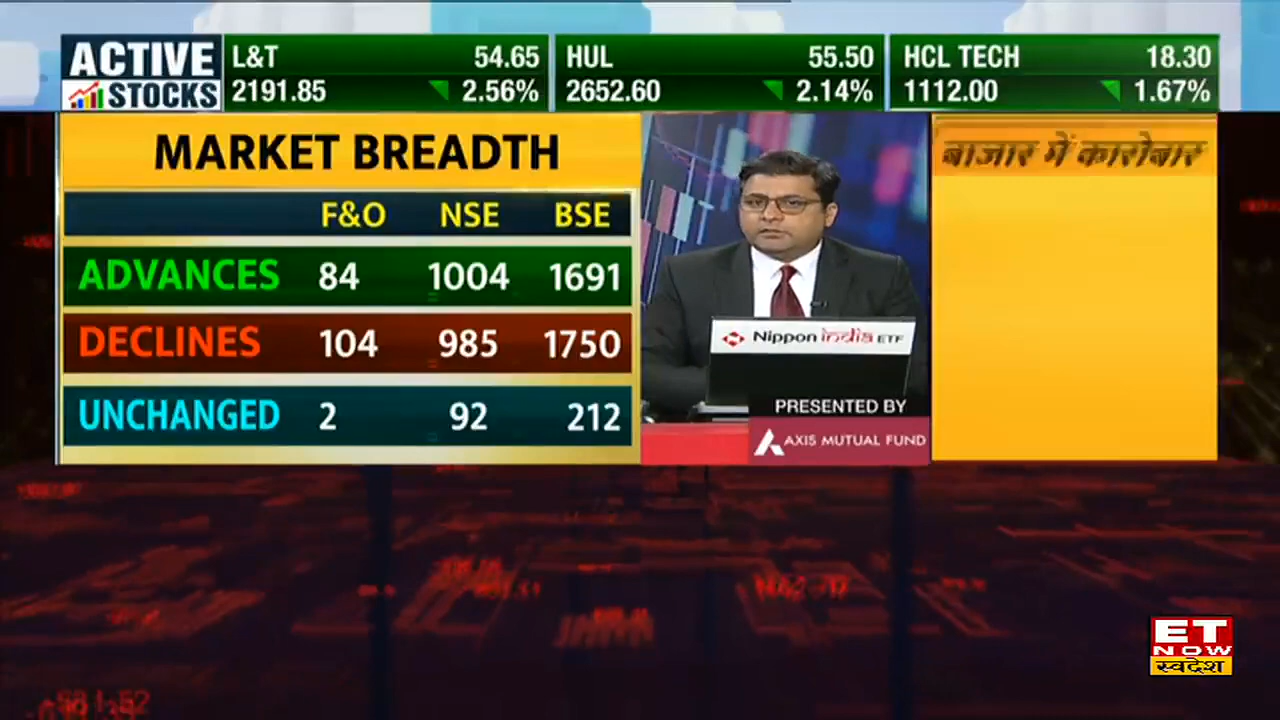 ACTIVE
STOCKS
L&T 54.65
2191.85 2.56%
HUL 55.50
2652.60 2.14%
HCL TECH 18.30
1112.00 1.67%
MARKET BREADTH
F&O NSE BSE
ADVANCES 84 1004 1691
DECLINES 104 985 1750
UNCHANGED 2 92 212
Nippon india ETF
PRESENTED BY
AXIS MUTUAL FUND
बाजार में कारोबार
ET
NOW
स्वदेश